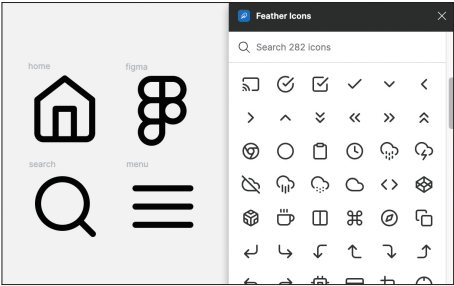 Feather Icons
Search 282 icons
home
figma
search
menu